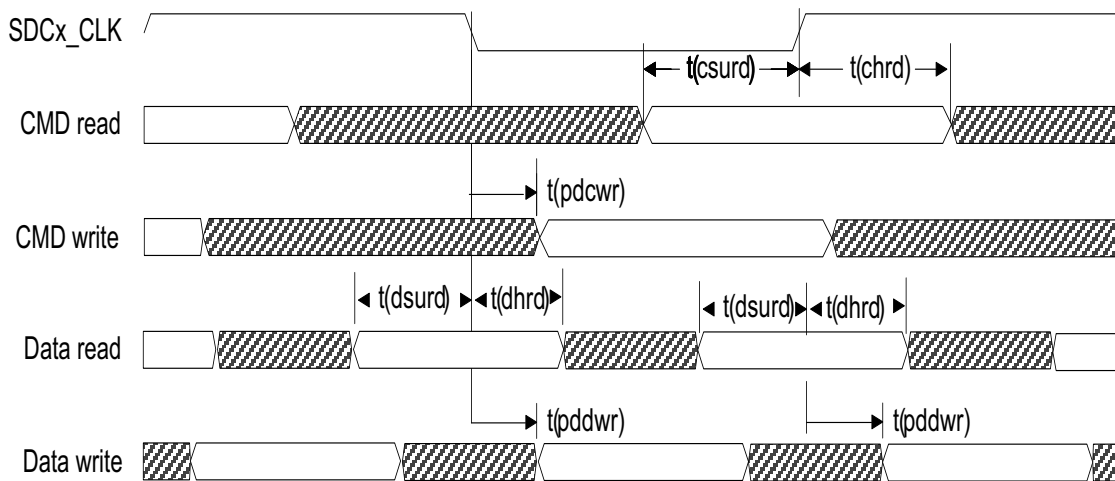 SDCx_CLK
t(csurd) t(chrd)
CMD read
t(pdcwr)
CMD write
t(dsurd) t(dhrd) t(dsurd) t(dhrd)
Data read
t(pddwr) t(pddwr)
Data write